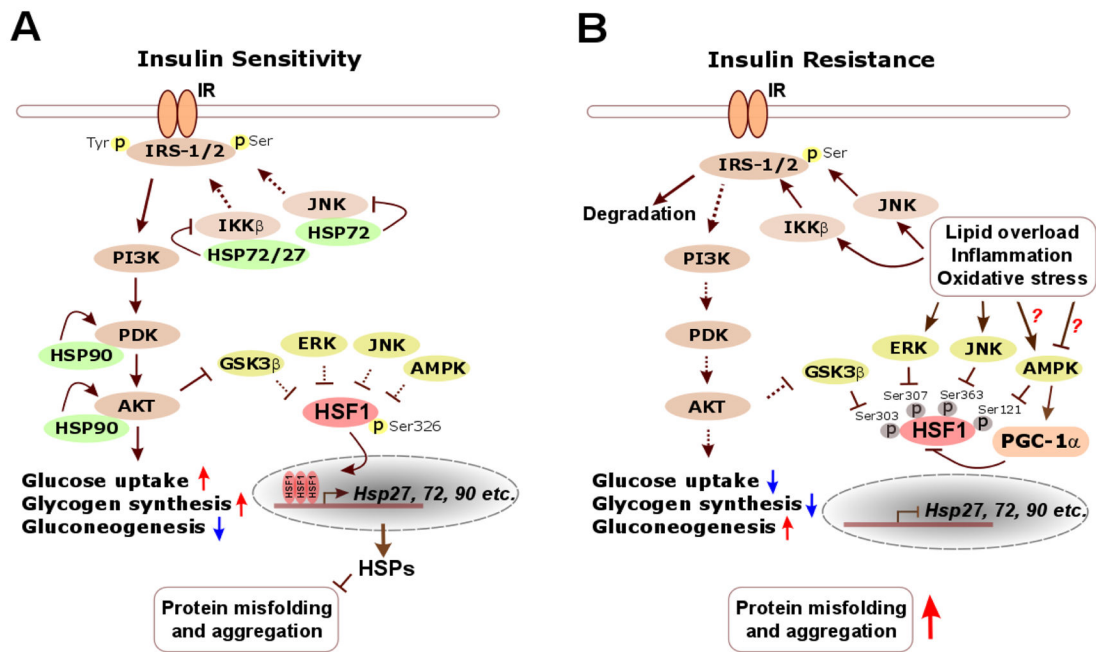 A
Insulin Sensitivity
IR
Tyr p
p Ser
IRS-1/2
JNK
IKKβ
HSP72
HSP72/27
PI3K
PDK
HSP90
ERK
JNK
GSK3β
AMPK
AKT
HSP90
HSF1
p Ser326
Glucose uptake
Glycogen synthesis
Gluconeogenesis
HSF1 HSF1 HSF1
Hsp27, 72, 90 etc.
HSPs
Protein misfolding
and aggregation
B
Insulin Resistance
IR
p Ser
IRS-1/2
JNK
Degradation
IKKβ
Lipid overload
Inflammation
Oxidative stress
PI3K
? ?
PDK
ERK
JNK
GSK3β
AMPK
AKT
Ser307
Ser363
Ser303
Ser121
p p p p
HSF1
PGC-1α
Glucose uptake
Glycogen synthesis
Gluconeogenesis
Hsp27, 72, 90 etc.
Protein misfolding
and aggregation